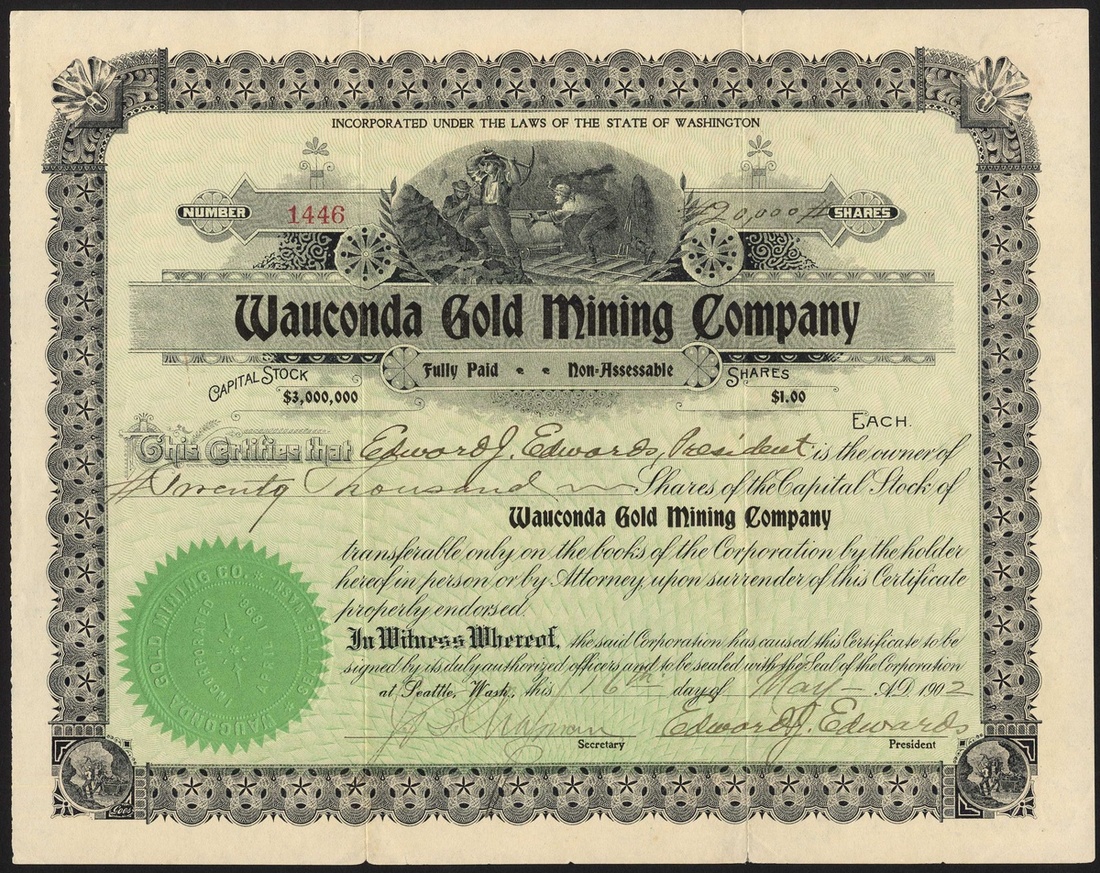 INCORPORATED UNDER THE LAWS OF THE STATE OF WASHINGTON
NUMBER 1446 #20,000# SHARES
Wauconda Gold Mining Company
Fully Paid Non-Assessable
CAPITAL STOCK $3,000,000
SHARES $1.00 EACH.
This Certifies that Edward J. Edwards, President is the owner of
# Twenty Thousand Shares of the Capital Stock of
Wauconda Gold Mining Company
transferable only on the books of the Corporation by the holder
hereof in person or by Attorney, upon surrender of this Certificate
properly endorsed
In Witness Whereof, the said Corporation has caused this Certificate to be
signed by its duly authorized officers and to be sealed with the Seal of the Corporation
at Seattle, Wash., this 16th day of May A.D. 1902
Edward J. Edwards
Secretary President
WAUCONDA GOLD MINING CO.
INCORPORATED
APRIL
Goes